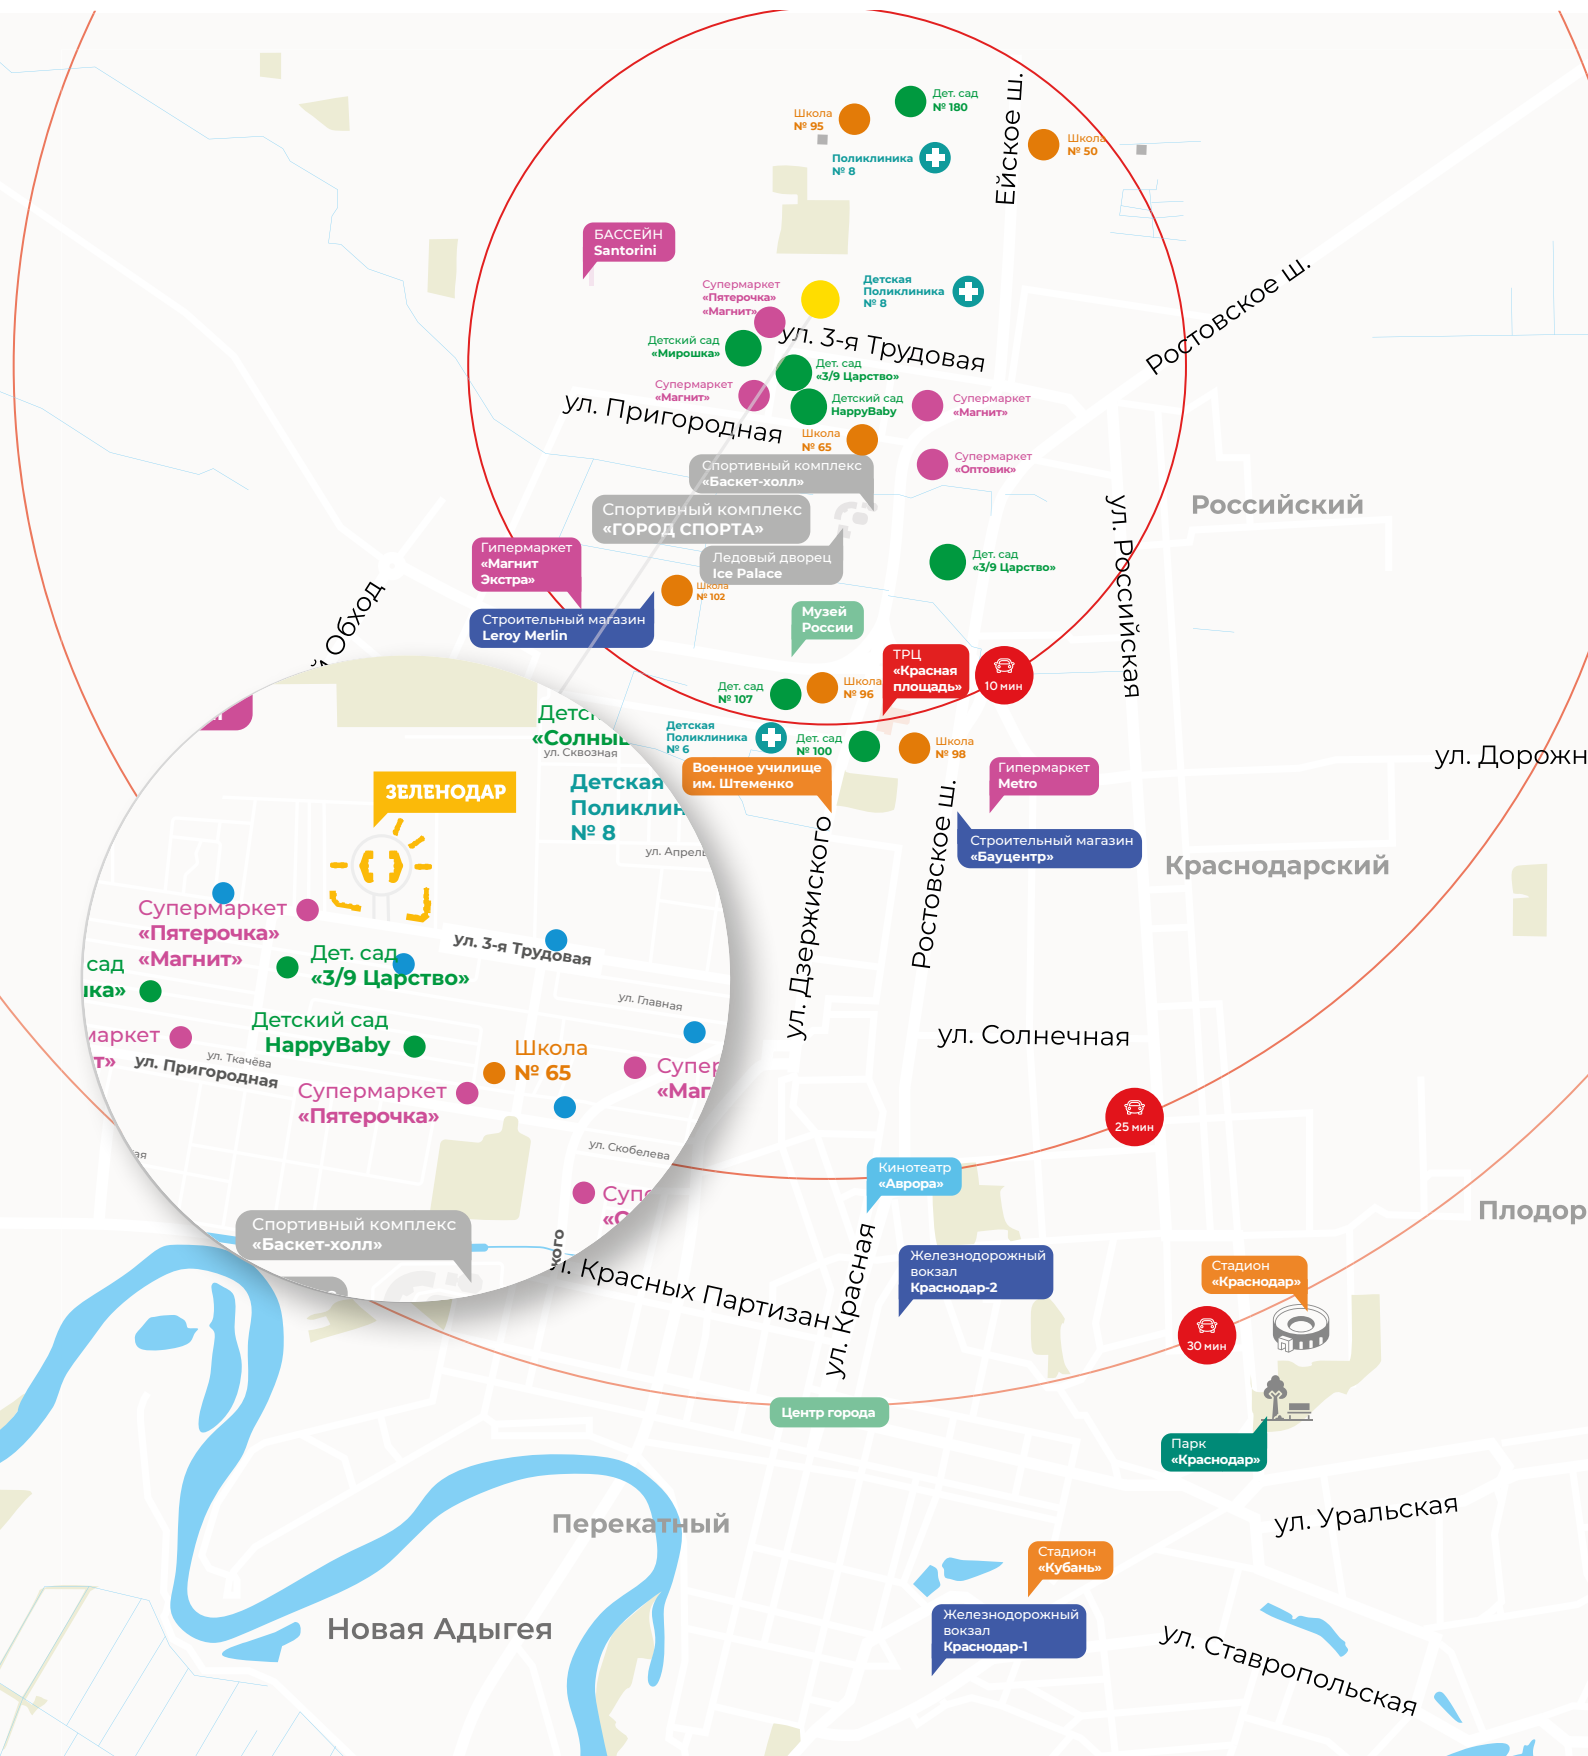 Дет. сад
№ 180
Школа
№ 95
Ейское ш.
Школа
№ 50
Поликлиника
№ 8
БАССЕЙН
Santorini
Супермаркет
«Пятерочка»
«Магнит»
Детская
Поликлиника
№ 8
Ростовское ш.
ул. 3-я Трудовая
Детский сад
«Мирошка»
Дет. сад
«3/9 Царство»
Супермаркет
«Магнит»
Детский сад
HappyBaby
Супермаркет
«Магнит»
ул. Пригородная
Школа
№ 65
Супермаркет
«Оптовик»
Спортивный комплекс
«Баскет-холл»
Российский
Спортивный комплекс
«ГОРОД СПОРТА»
ул. Российская
Гипермаркет
«Магнит
Экстра»
Ледовый дворец
Ice Palace
Дет. сад
«3/9 Царство»
Школа
№ 102
Обход
Строительный магазин
Leroy Merlin
Музей
России
ТРЦ
«Красная
площадь»
10 мин
Дет. сад
№ 107
Школа
№ 96
Детская
Поликлиника
№ 6
Дет. сад
№ 100
Школа
№ 98
ул. Дорожн
Военное училище
им. Штеменко
Гипермаркет
Metro
Ростовское ш.
Строительный магазин
«Бауцентр»
Краснодарский
ул. Дзержиского
ул. Сквозная
ЗЕЛЕНОДАР
Детская
Поликлин
№ 8
ул. Апрель
Супермаркет
«Пятерочка»
«Магнит»
ул. 3-я Трудовая
Дет. сад
«3/9 Царство»
сад
ул. Главная
Детский сад
HappyBaby
маркет
ул. Ткачёва
ул. Пригородная
Школа
№ 65
Супер
«Маг
Супермаркет
«Пятерочка»
ул. Скобелева
Спортивный комплекс
«Баскет-холл»
ул. Солнечная
25 мин
Кинотеатр
«Аврора»
Плодор
ул. Красная
Железнодорожный
вокзал
Краснодар-2
Стадион
«Краснодар»
л. Красных Партизан
30 мин
Центр города
Парк
«Краснодар»
ул. Уральская
Перекатный
Стадион
«Кубань»
Железнодорожный
вокзал
Краснодар-1
Новая Адыгея
ул. Ставропольская